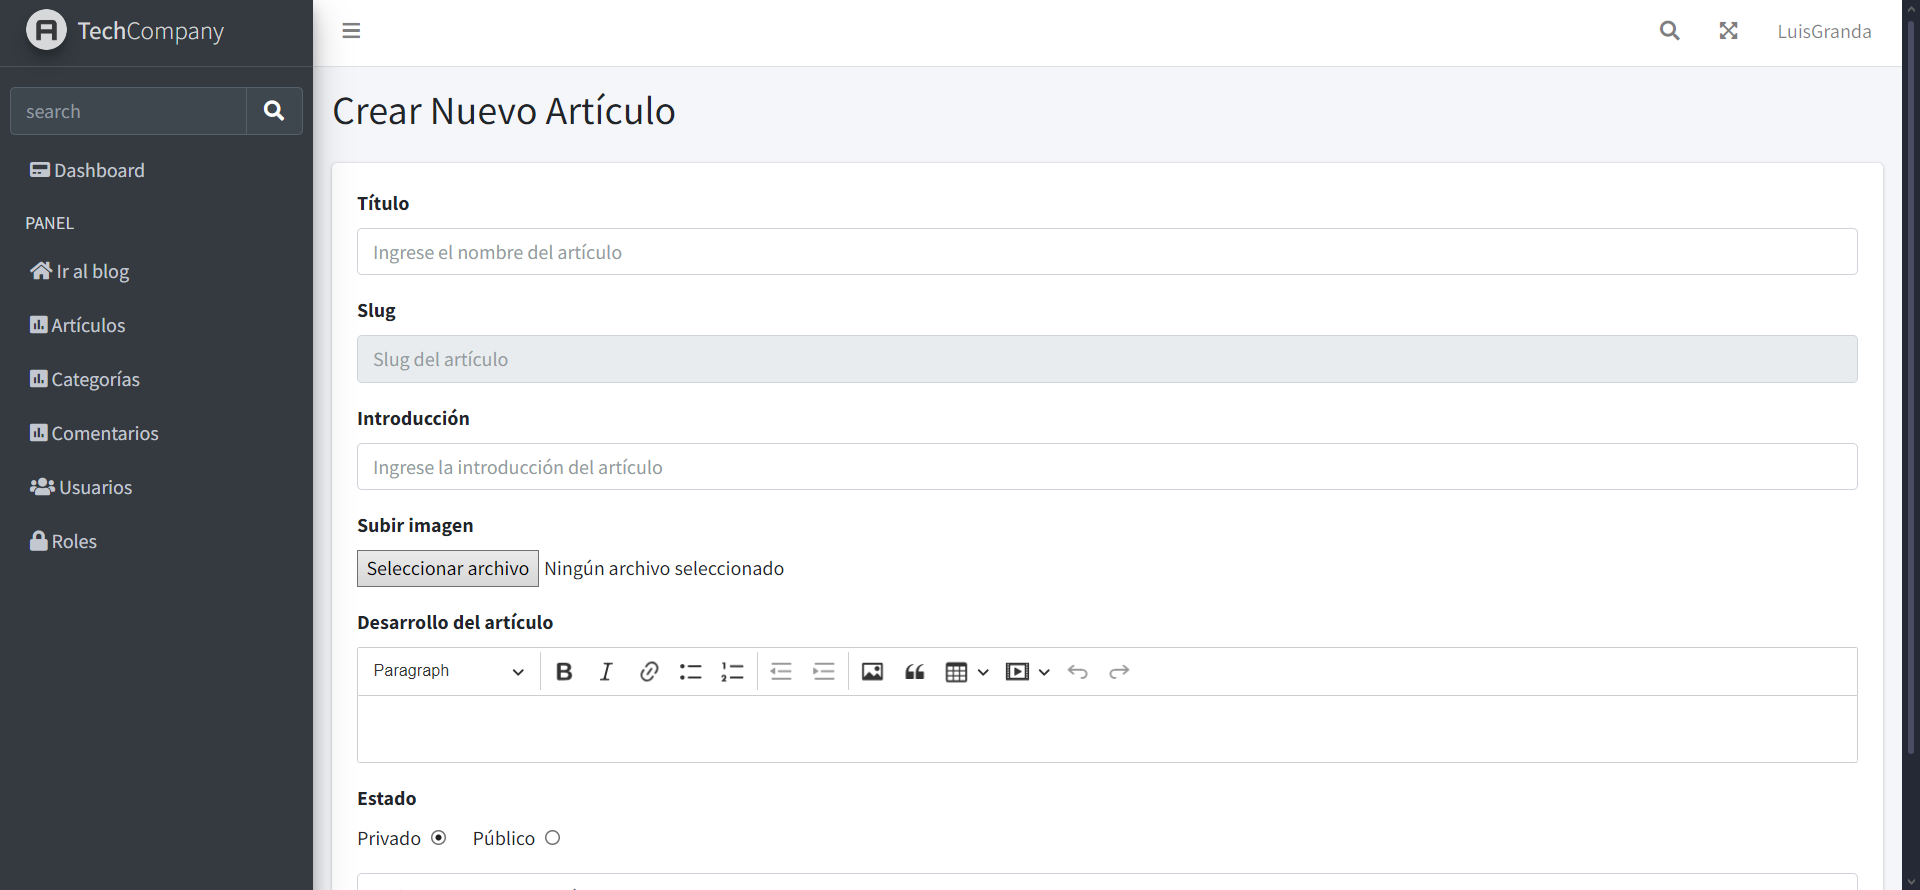 TechCompany
LuisGranda
search
Dashboard
PANEL
Ir al blog
Artículos
Categorías
Comentarios
Usuarios
Roles
Crear Nuevo Artículo
Título
Ingrese el nombre del artículo
Slug
Slug del artículo
Introducción
Ingrese la introducción del artículo
Subir imagen
Seleccionar archivo Ningún archivo seleccionado
Desarrollo del artículo
Paragraph
Estado
Privado Público